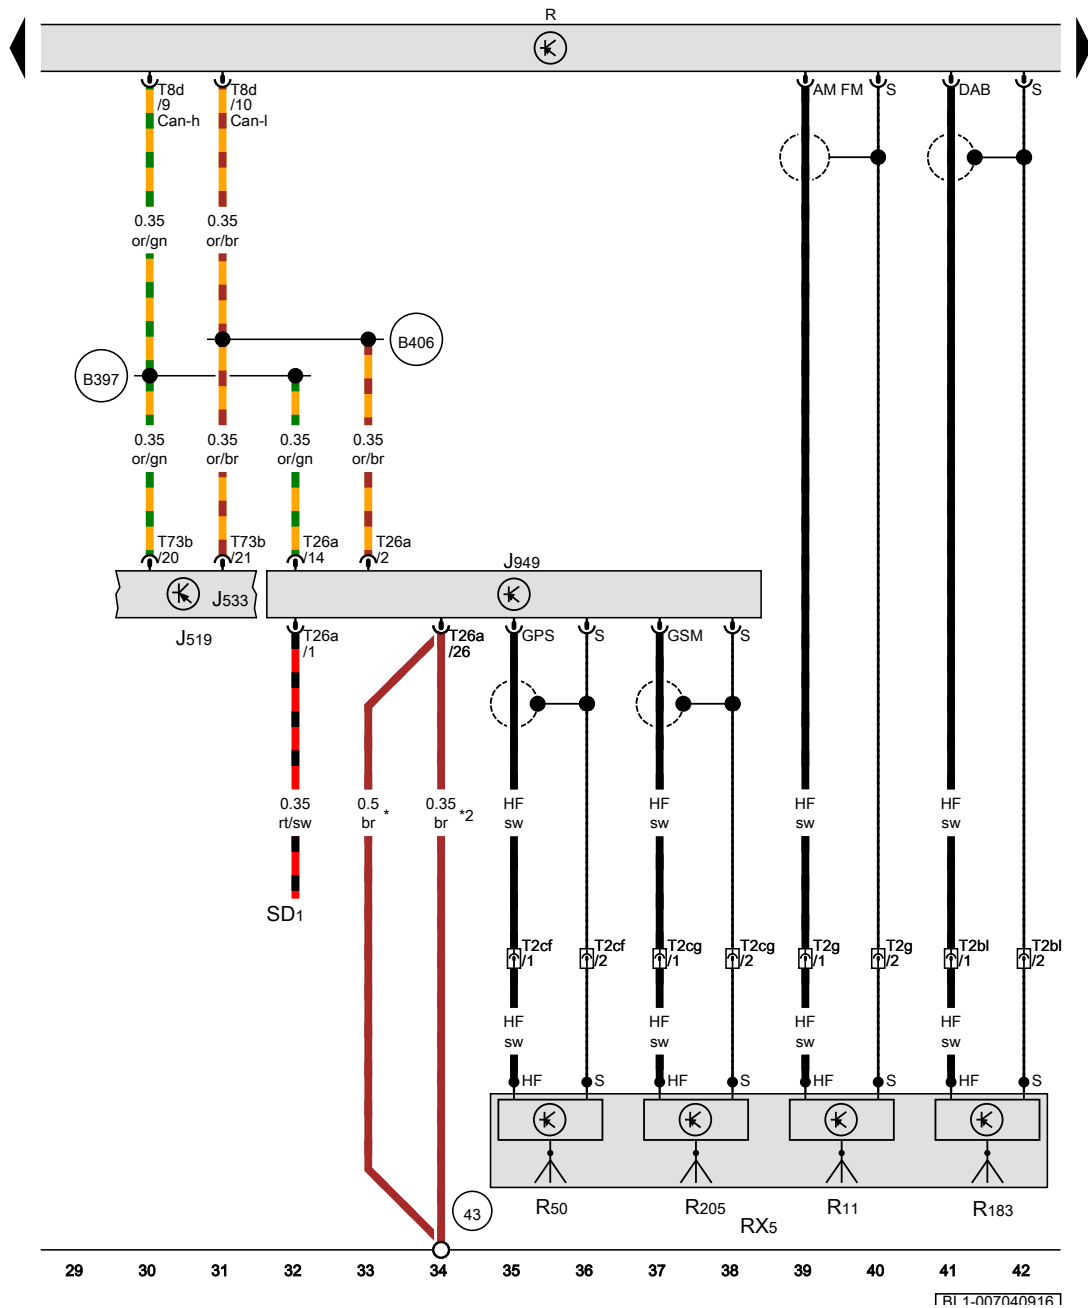 R
T8d
/9
Can-h
T8d
/10
Can-l
AM FM
S
DAB
S
0.35
or/gn
0.35
or/br
B406
B397
0.35
or/gn
0.35
or/br
0.35
or/gn
0.35
or/br
T73b
/20
T73b
/21
T26a
/14
T26a
/2
J949
J533
J519
T26a
/1
T26a
/26
GPS
S
GSM
S
0.35
rt/sw
0.5
br
*
0.35
br
*2
HF
sw
HF
sw
HF
sw
HF
sw
SD1
T2cf
/1
T2cf
/2
T2cg
/1
T2cg
/2
T2g
/1
T2g
/2
T2bl
/1
T2bl
/2
HF
sw
HF
sw
HF
sw
HF
sw
HF
S
HF
S
HF
S
HF
S
R50
R205
R11
R183
RX5
43
29 30 31 32 33 34 35 36 37 38 39 40 41 42
BL1-007040916